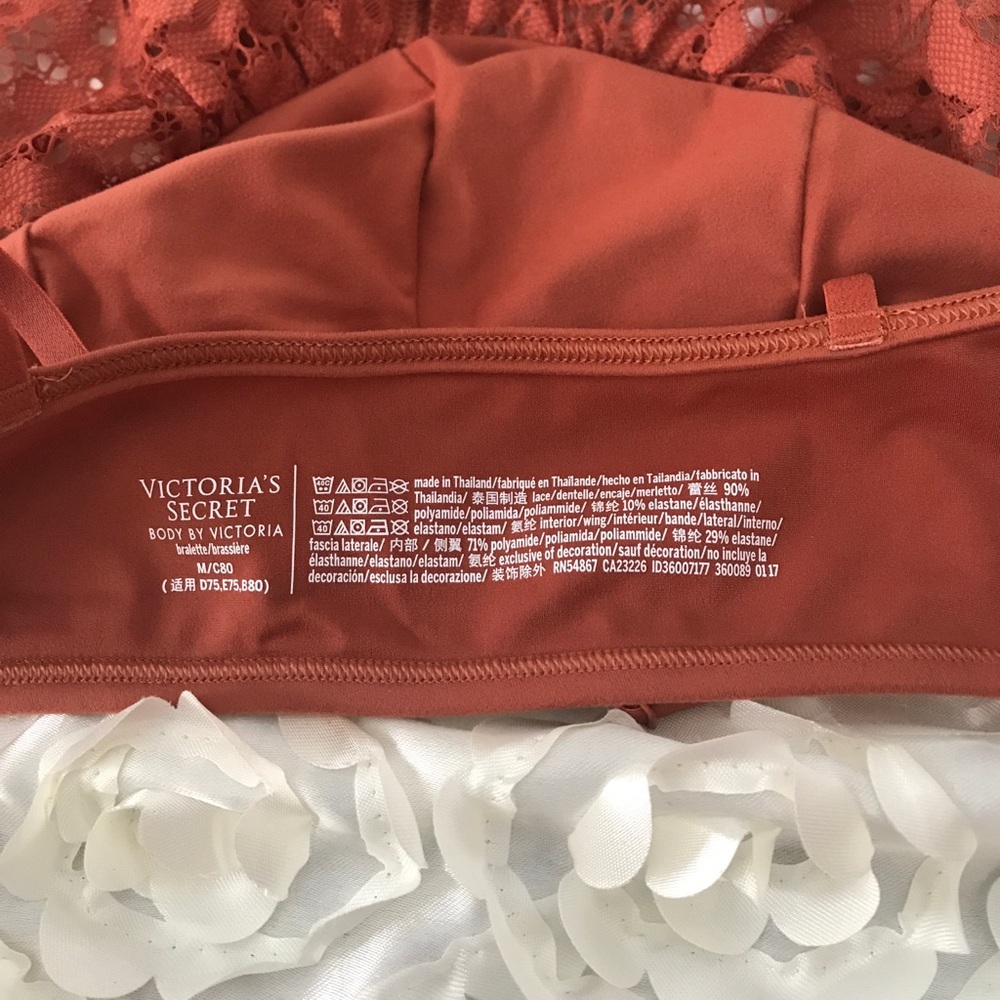 VICTORIA'S
SECRET
BODY BY VICTORIA
bralette/brassière
M/C80
(适用 D75,E75,B80)
made in Thailand/fabriqué en Thaïlande/hecho en Tailandia/fabbricato in
Thailandia/ 泰国制造 lace/dentelle/encaje/merletto/ 蕾丝 90%
40 polyamide/poliamida/poliammide/ 锦纶 10% elastane/élasthanne/
40 elastano/elastam/ 氨纶 interior/wing/intérieur/bande/lateral/interno/
fascia laterale/ 内部 / 侧翼 71% polyamide/poliamida/poliammide/ 锦纶 29% elastane/
élasthanne/elastano/elastam/ 氨纶 exclusive of decoration/sauf décoration/no incluye la
decoración/esclusa la decorazione/ 装饰除外 RN54867 CA23226 ID36007177 360089 0117